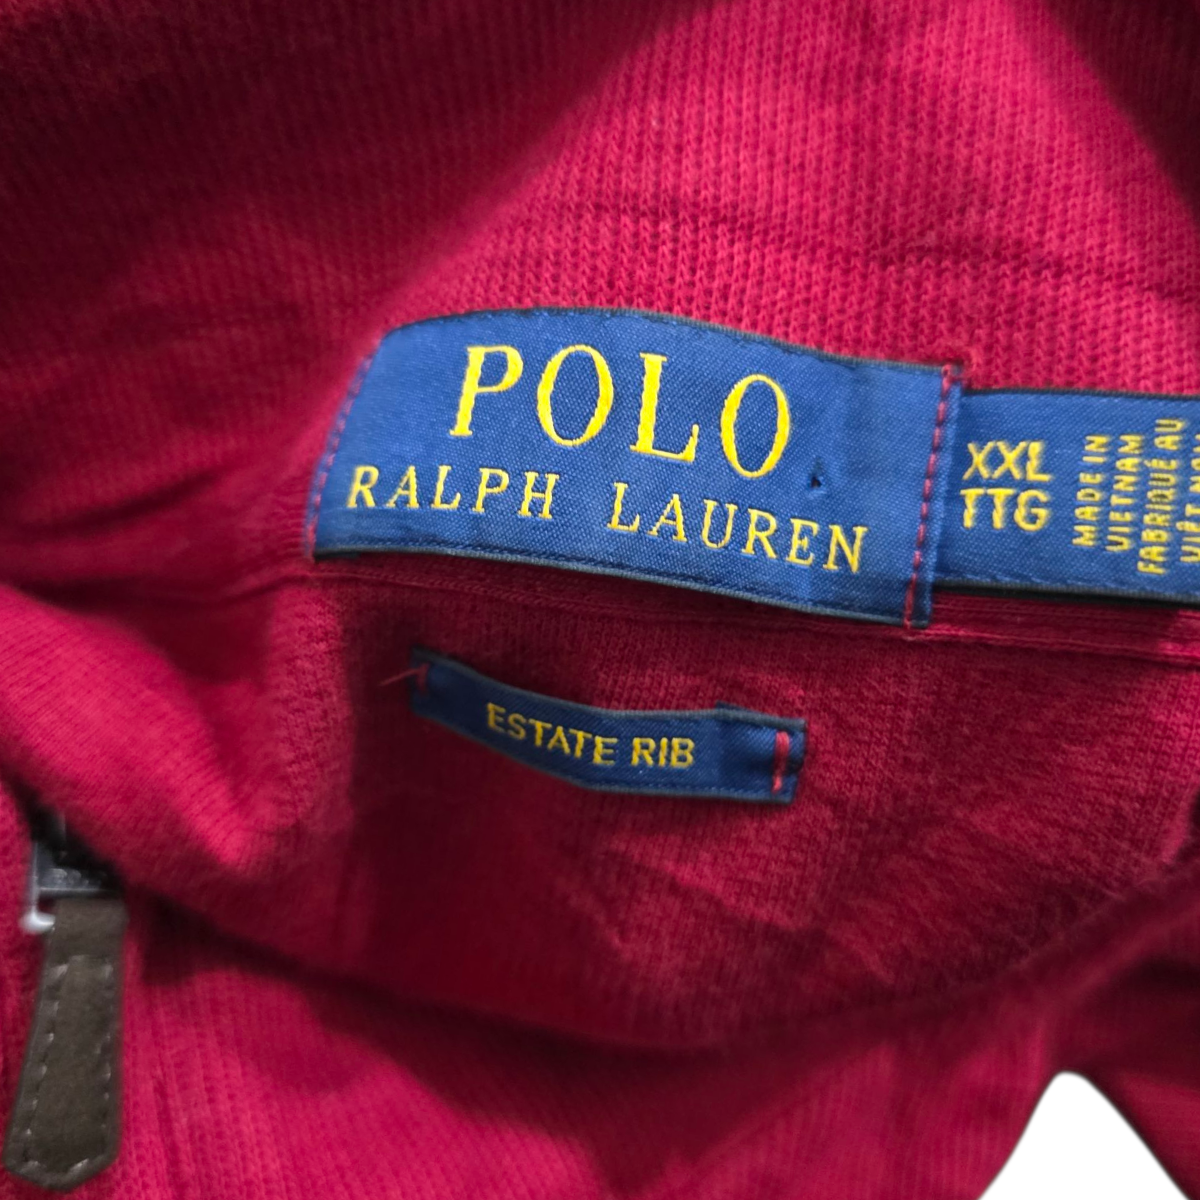 POLO
RALPH LAUREN
XXL
TTG
MADE IN
VIETNAM
FABRIQUÉ AU
ESTATE RIB